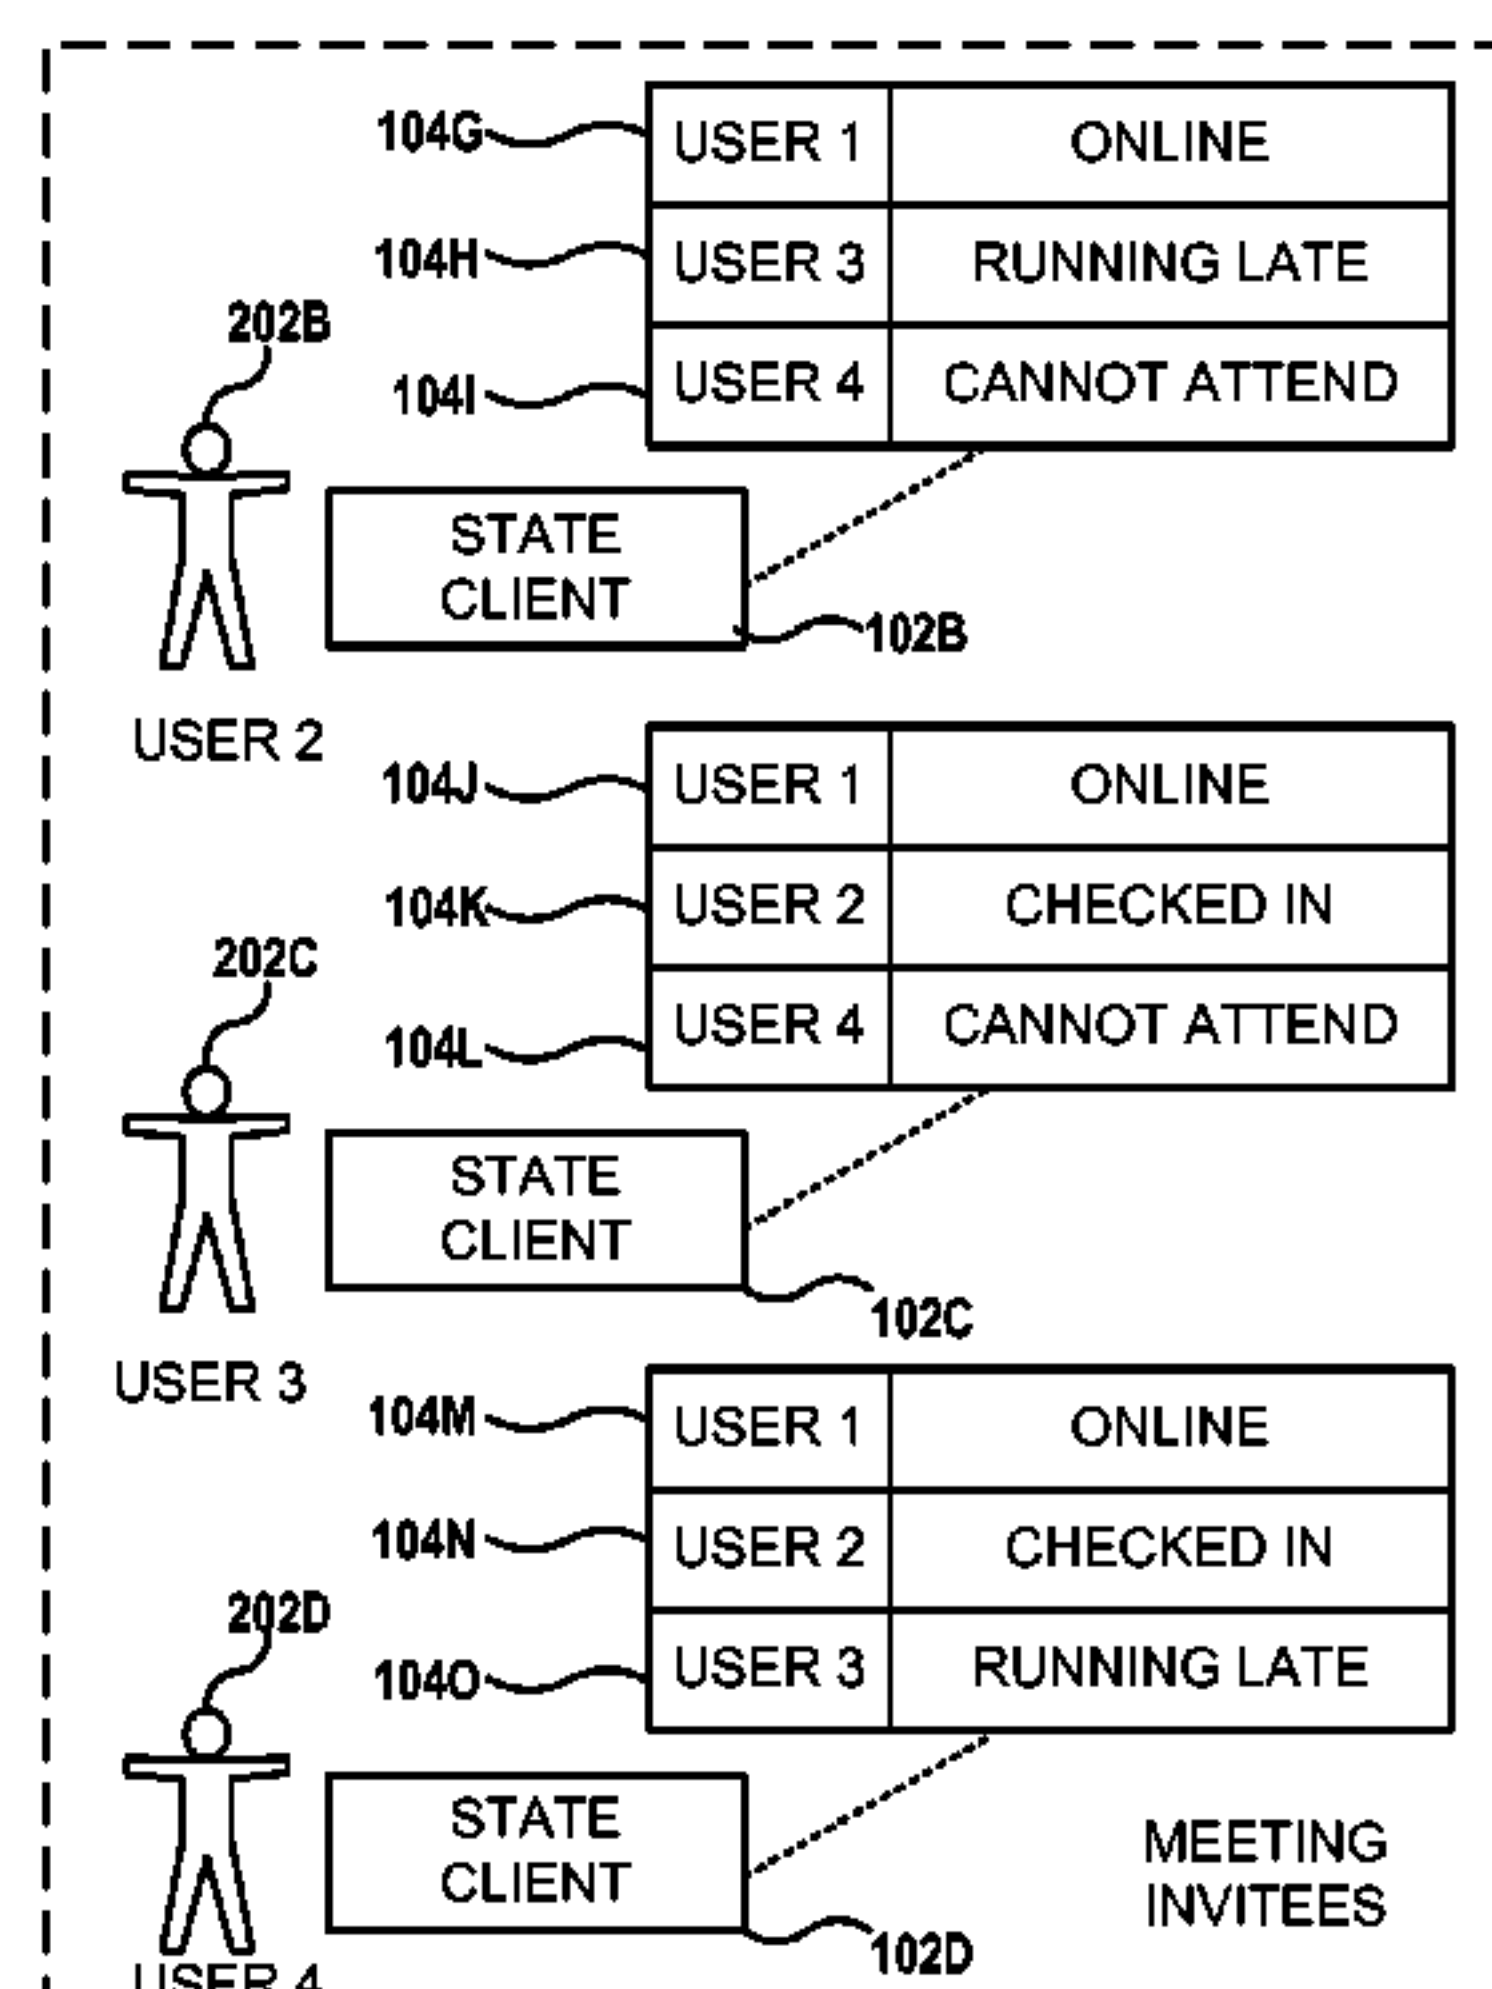 104G USER 1 ONLINE
104H USER 3 RUNNING LATE
202B
104I USER 4 CANNOT ATTEND
STATE
CLIENT
102B
USER 2
104J USER 1 ONLINE
104K USER 2 CHECKED IN
202C
104L USER 4 CANNOT ATTEND
STATE
CLIENT
102C
USER 3
104M USER 1 ONLINE
104N USER 2 CHECKED IN
202D
104O USER 3 RUNNING LATE
STATE
CLIENT
102D
MEETING
INVITEES
USER 4